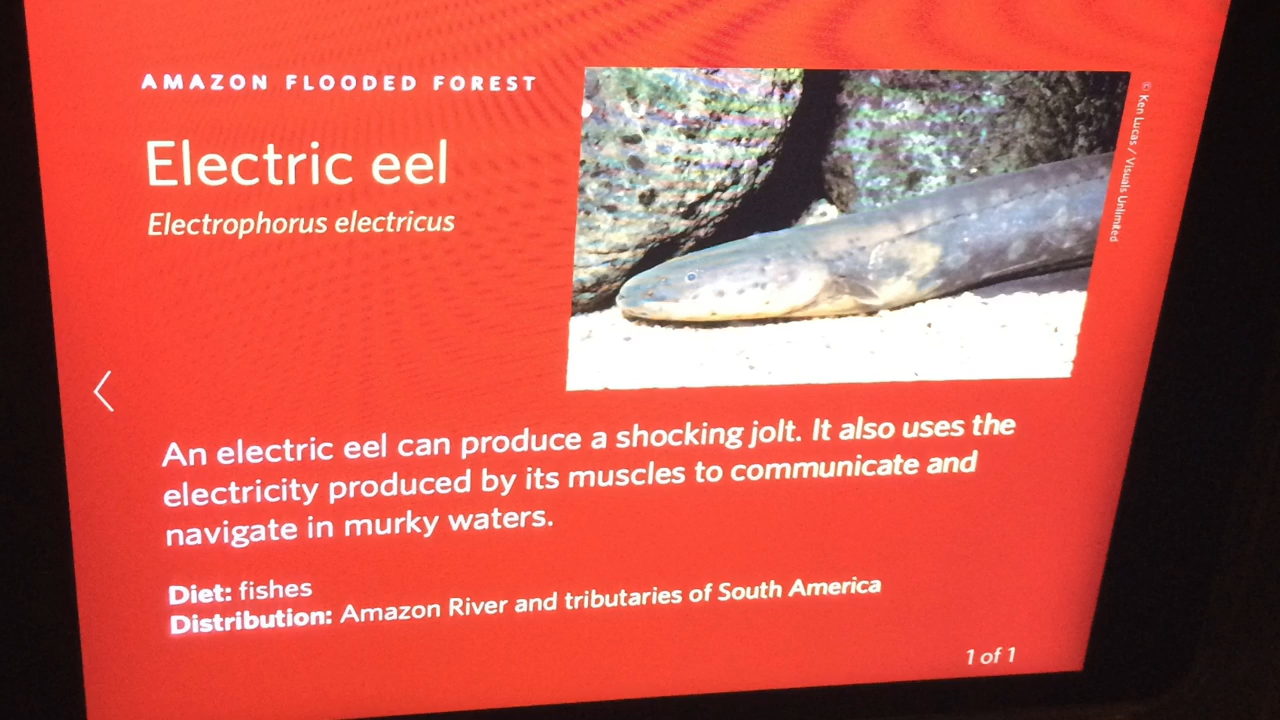 AMAZON FLOODED FOREST
Electric eel
Electrophorus electricus
© Ken Lucas / Visuals Unlimited
An electric eel can produce a shocking jolt. It also uses the
electricity produced by its muscles to communicate and
navigate in murky waters.
Diet: fishes
Distribution: Amazon River and tributaries of South America
1 of 1